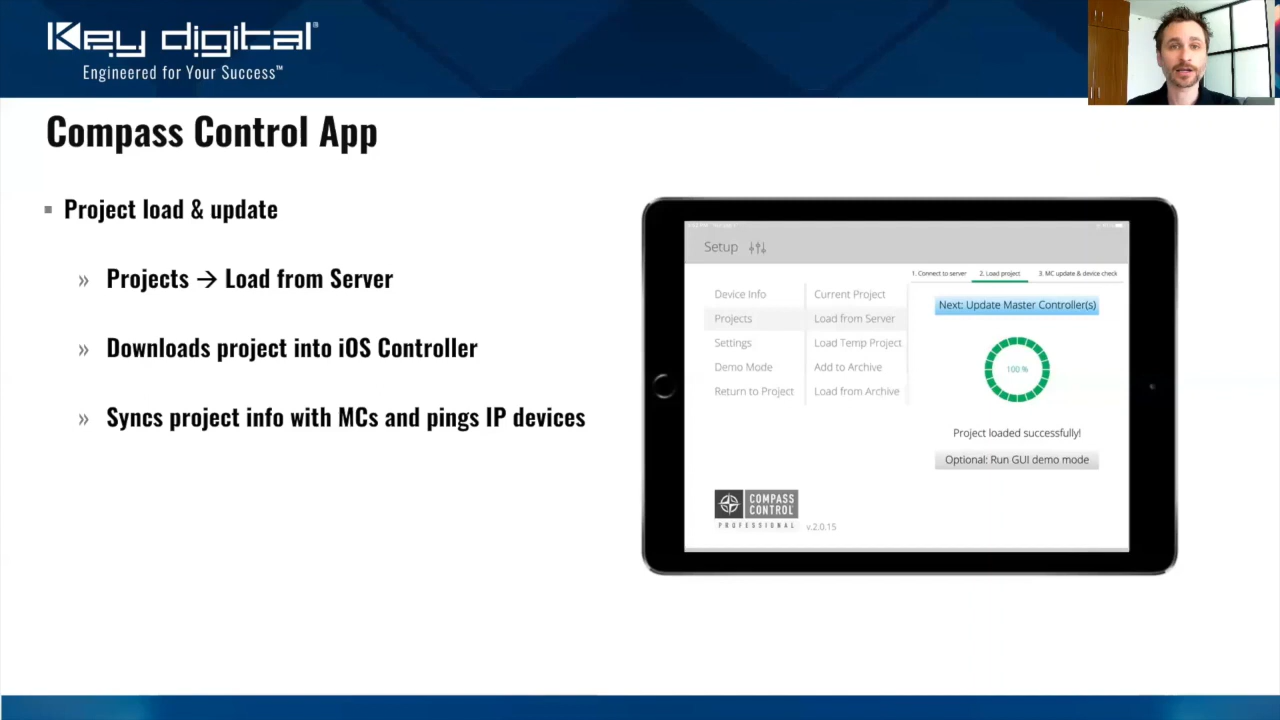 Key digital®
Engineered for Your Success™
Compass Control App
Project load & update
» Projects → Load from Server
» Downloads project into iOS Controller
» Syncs project info with MCs and pings IP devices
Setup
1. Connect to server 2. Load project 3. MC update & device check
Device Info
Projects
Settings
Demo Mode
Return to Project
Current Project
Load from Server
Load Temp Project
Add to Archive
Load from Archive
Next: Update Master Controller(s)
100 %
Project loaded successfully!
Optional: Run GUI demo mode
COMPASS
CONTROL
PROFESSIONAL
v.2.0.15